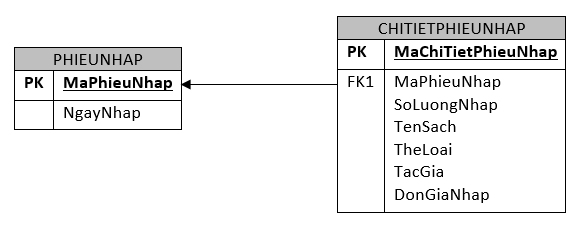 PHIEUNHAP
PK MaPhieuNhap
NgayNhap
CHITIETPHIEUNHAP
PK MaChiTietPhieuNhap
FK1 MaPhieuNhap
SoLuongNhap
TenSach
TheLoai
TacGia
DonGiaNhap